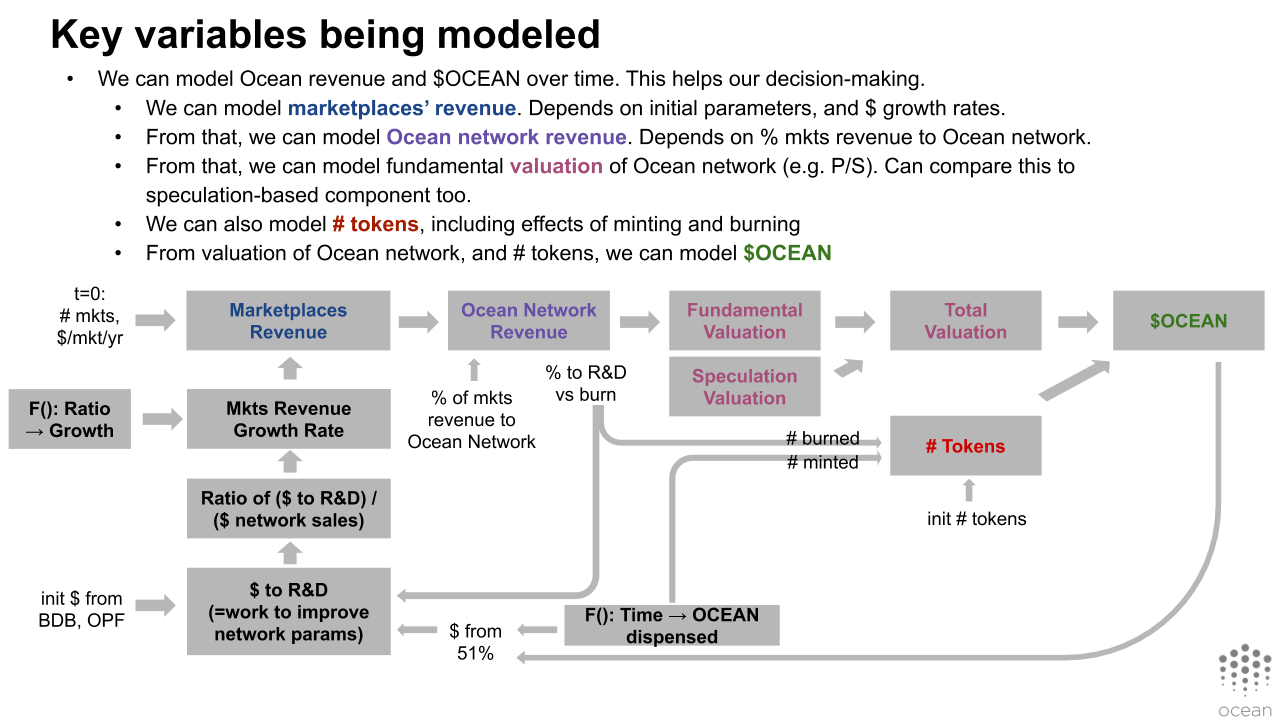 Key variables being modeled
• We can model Ocean revenue and $OCEAN over time. This helps our decision-making.
• We can model marketplaces’ revenue. Depends on initial parameters, and $ growth rates.
• From that, we can model Ocean network revenue. Depends on % mkts revenue to Ocean network.
• From that, we can model fundamental valuation of Ocean network (e.g. P/S). Can compare this to
speculation-based component too.
• We can also model # tokens, including effects of minting and burning
• From valuation of Ocean network, and # tokens, we can model $OCEAN
t=0:
# mkts,
$/mkt/yr
Marketplaces
Revenue
Ocean Network
Revenue
Fundamental
Valuation
Total
Valuation
$OCEAN
Speculation
Valuation
F(): Ratio
→ Growth
Mkts Revenue
Growth Rate
% of mkts
revenue to
Ocean Network
% to R&D
vs burn
# burned
# minted
# Tokens
init # tokens
Ratio of ($ to R&D) /
($ network sales)
init $ from
BDB, OPF
$ to R&D
(=work to improve
network params)
$ from
51%
F(): Time → OCEAN
dispensed
ocean